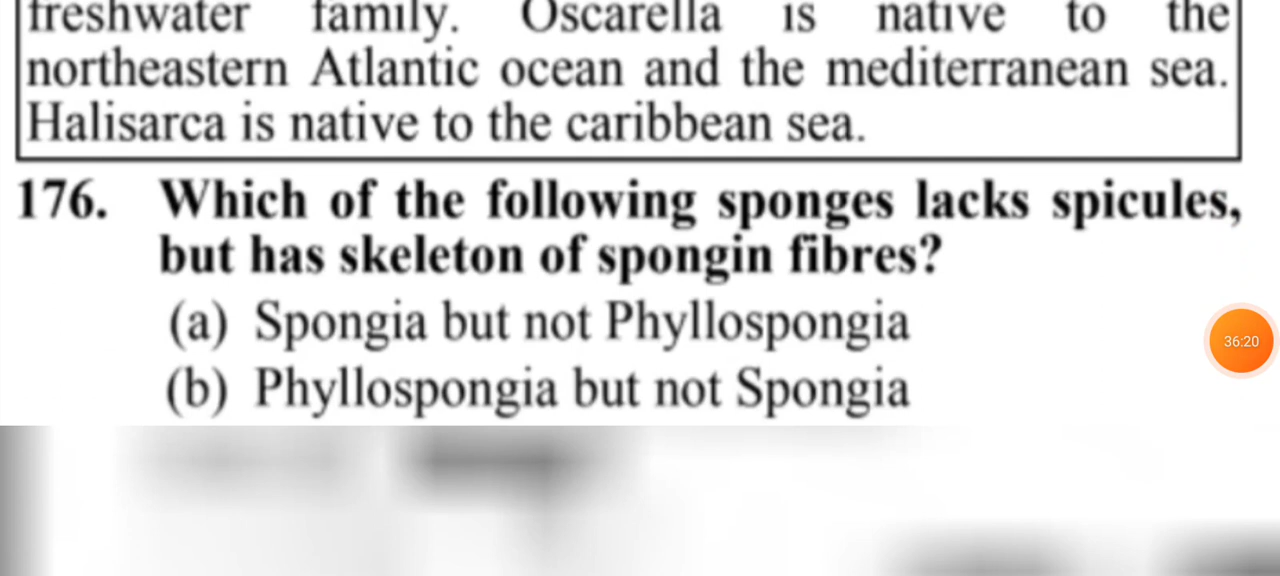 freshwater family. Oscarella is native to the
northeastern Atlantic ocean and the mediterranean sea.
Halisarca is native to the caribbean sea.
176. Which of the following sponges lacks spicules,
but has skeleton of spongin fibres?
(a) Spongia but not Phyllospongia
(b) Phyllospongia but not Spongia
36:20